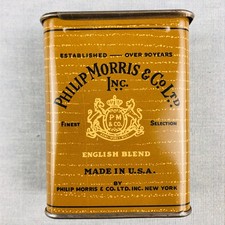 ESTABLISHED — OVER 90 YEARS
PHILIP MORRIS & CO. LTD
INC.
FINEST SELECTION
P M
& CO.
ENGLISH BLEND
MADE IN U.S.A.
BY
PHILIP MORRIS & CO. LTD. INC. NEW YORK